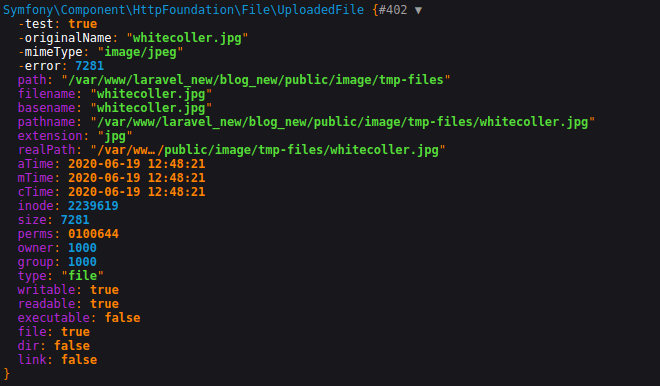 Symfony\Component\HttpFoundation\File\UploadedFile {#402 ▼
-test: true
-originalName: "whitecoller.jpg"
-mimeType: "image/jpeg"
-error: 7281
path: "/var/www/laravel_new/blog_new/public/image/tmp-files"
filename: "whitecoller.jpg"
basename: "whitecoller.jpg"
pathname: "/var/www/laravel_new/blog_new/public/image/tmp-files/whitecoller.jpg"
extension: "jpg"
realPath: "/var/ww…/public/image/tmp-files/whitecoller.jpg"
aTime: 2020-06-19 12:48:21
mTime: 2020-06-19 12:48:21
cTime: 2020-06-19 12:48:21
inode: 2239619
size: 7281
perms: 0100644
owner: 1000
group: 1000
type: "file"
writable: true
readable: true
executable: false
file: true
dir: false
link: false
}